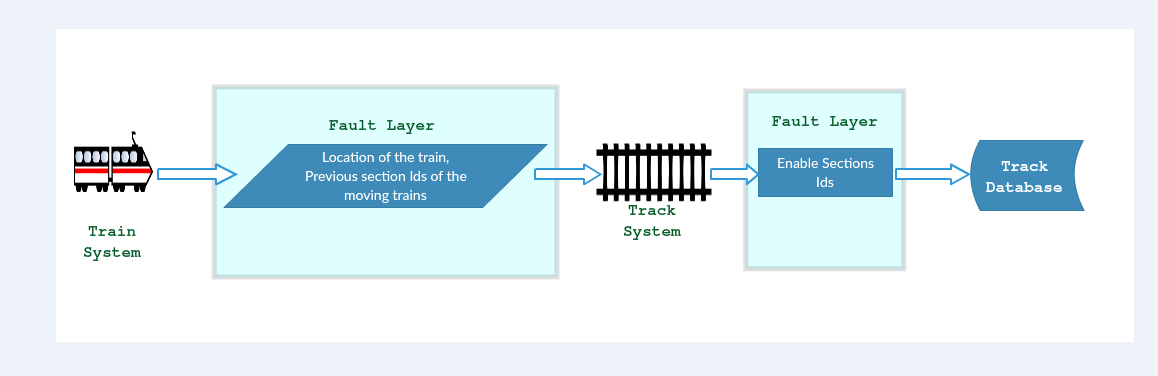 Fault Layer
Location of the train,
Previous section Ids of the
moving trains
Train
System
Track
System
Fault Layer
Enable Sections
Ids
Track
Database